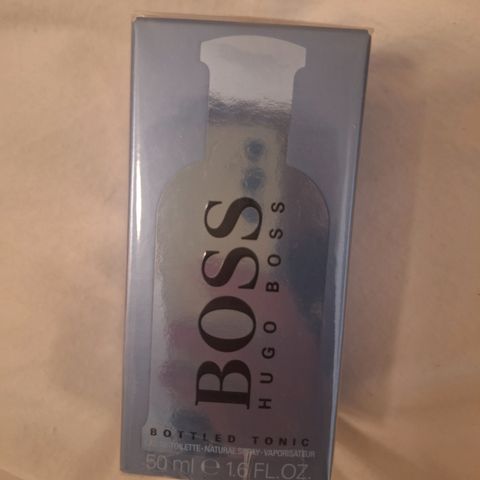 BOSS
HUGO BOSS
BOTTLED TONIC
TOILETTE · NATURAL SPRAY · VAPORISATEUR
50 ml ℮ 1.6 FL.OZ.